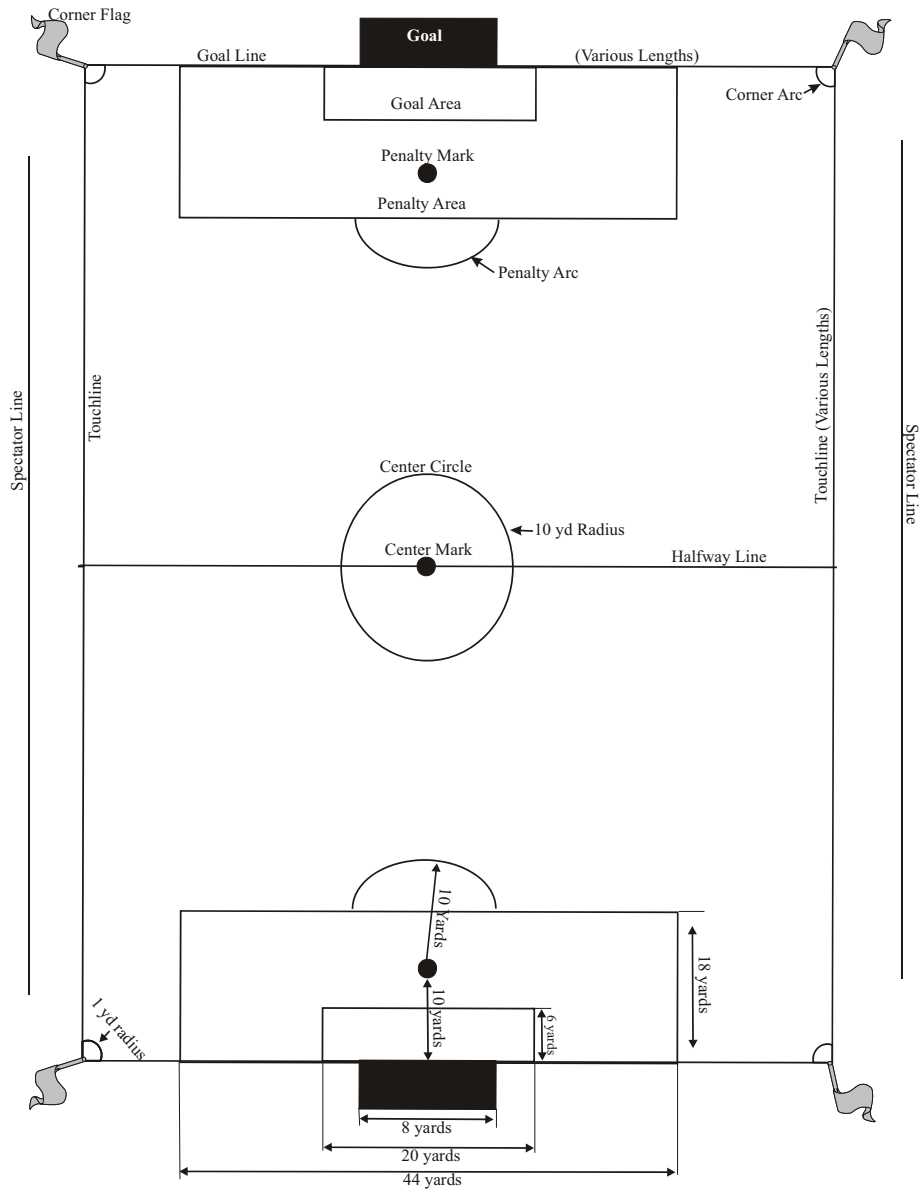 Corner Flag
Goal
Goal Line
(Various Lengths)
Goal Area
Corner Arc
Penalty Mark
Penalty Area
Penalty Arc
Touchline
Touchline (Various Lengths)
Spectator Line
Spectator Line
Center Circle
10 yd Radius
Center Mark
Halfway Line
10 Yards
18 yards
10 yards
6 yards
1 yd radius
8 yards
20 yards
44 yards